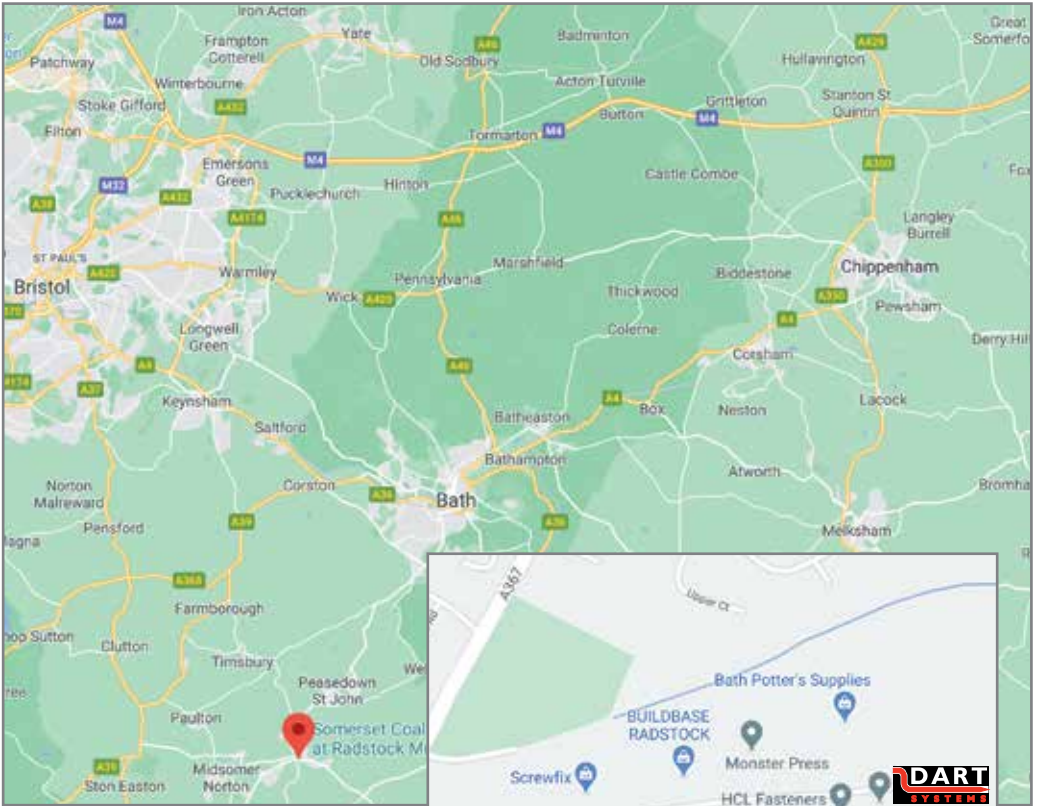 Iron Acton
M4
Frampton
Cotterell
Yate
A46
Old Sodbury
Badminton
A429
Hullavington
Great
Patchway
Winterbourne
Acton Turville
Stoke Gifford
A432
Grittleton
Stanton St
Quintin
Burton
Filton
Tormarton
M4
M4
Emersons
Green
M4
Pucklechurch
Hinton
Castle Combe
A350
M32
A432
A38
A4174
A46
Langley
Burrell
ST PAUL'S
A420
Warmley
Pennsylvania
Marshfield
Biddestone
Chippenham
Bristol
Wick
A420
Thickwood
A350
Pewsham
Longwell
Green
Colerne
A4
Derry Hill
Corsham
A4
A46
A4174
A37
Keynsham
A4
Box
Neston
Lacock
Saltford
Batheaston
Bathampton
Atworth
Norton
Malreward
Corston
A36
Bath
Pensford
A39
A36
Melksham
A368
Farmborough
Clutton
Timsbury
Peasedown
St John
Paulton
Somerset Coal
at Radstock
A39
Ston Easton
Midsomer
Norton
A367
Upper Ct
Bath Potter's Supplies
BUILDBASE
RADSTOCK
Monster Press
Screwfix
HCL Fasteners
DART
SYSTEMS